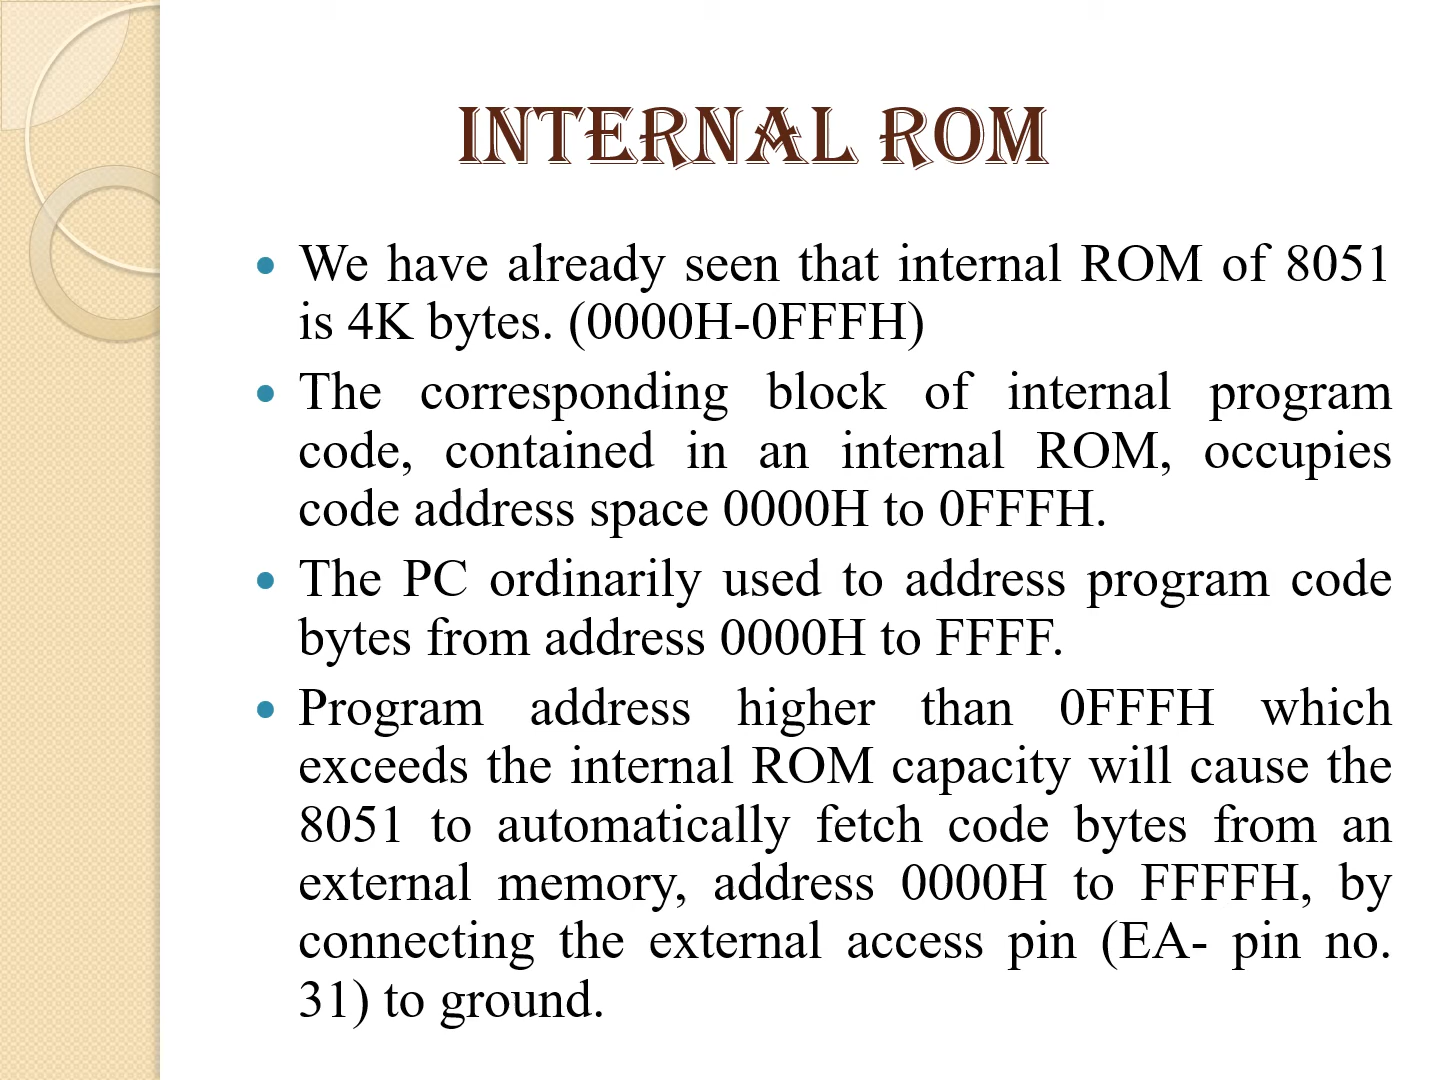 INTERNAL ROM
• We have already seen that internal ROM of 8051
is 4K bytes. (0000H-0FFFH)
• The corresponding block of internal program
code, contained in an internal ROM, occupies
code address space 0000H to 0FFFH.
• The PC ordinarily used to address program code
bytes from address 0000H to FFFF.
• Program address higher than 0FFFH which
exceeds the internal ROM capacity will cause the
8051 to automatically fetch code bytes from an
external memory, address 0000H to FFFFH, by
connecting the external access pin (EA- pin no.
31) to ground.